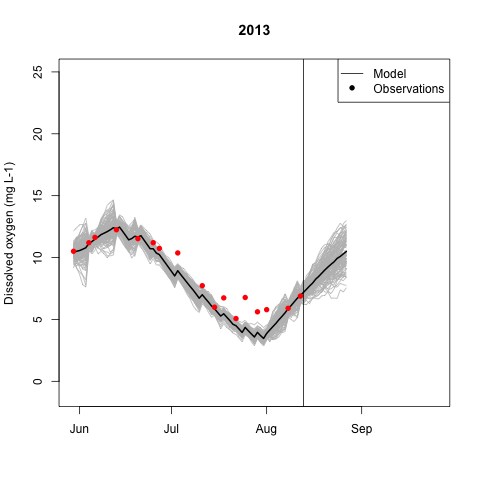 2013
Dissolved oxygen (mg L-1)
25
20
15
10
5
0
Model
Observations
Jun
Jul
Aug
Sep